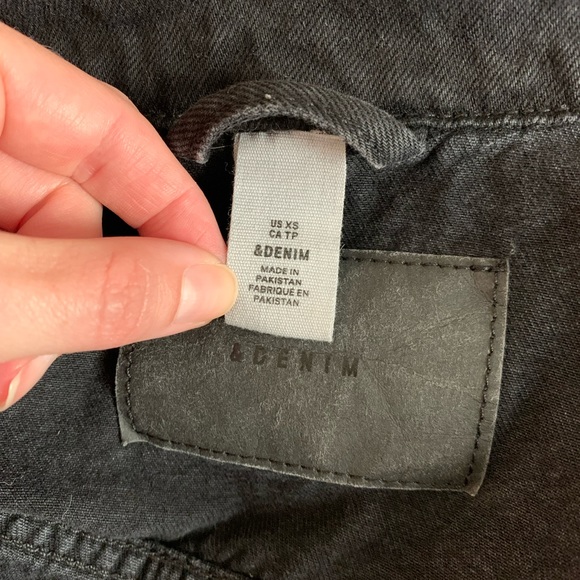 US XS
CA TP
&DENIM
MADE IN
PAKISTAN
FABRIQUÉ EN
PAKISTAN
&DENIM